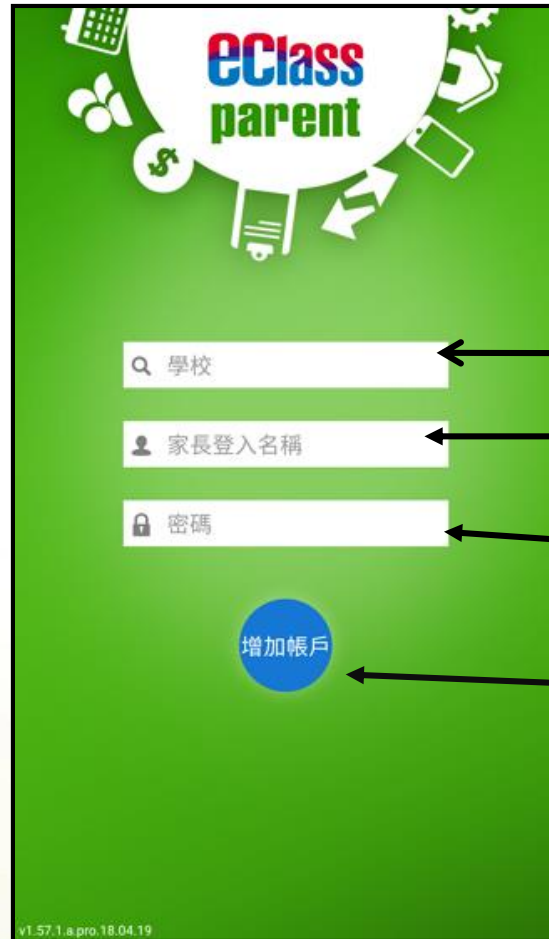 eClass
parent
$
學校
家長登入名稱
密碼
增加帳戶
v1.57.1.a.pro.18.04.19